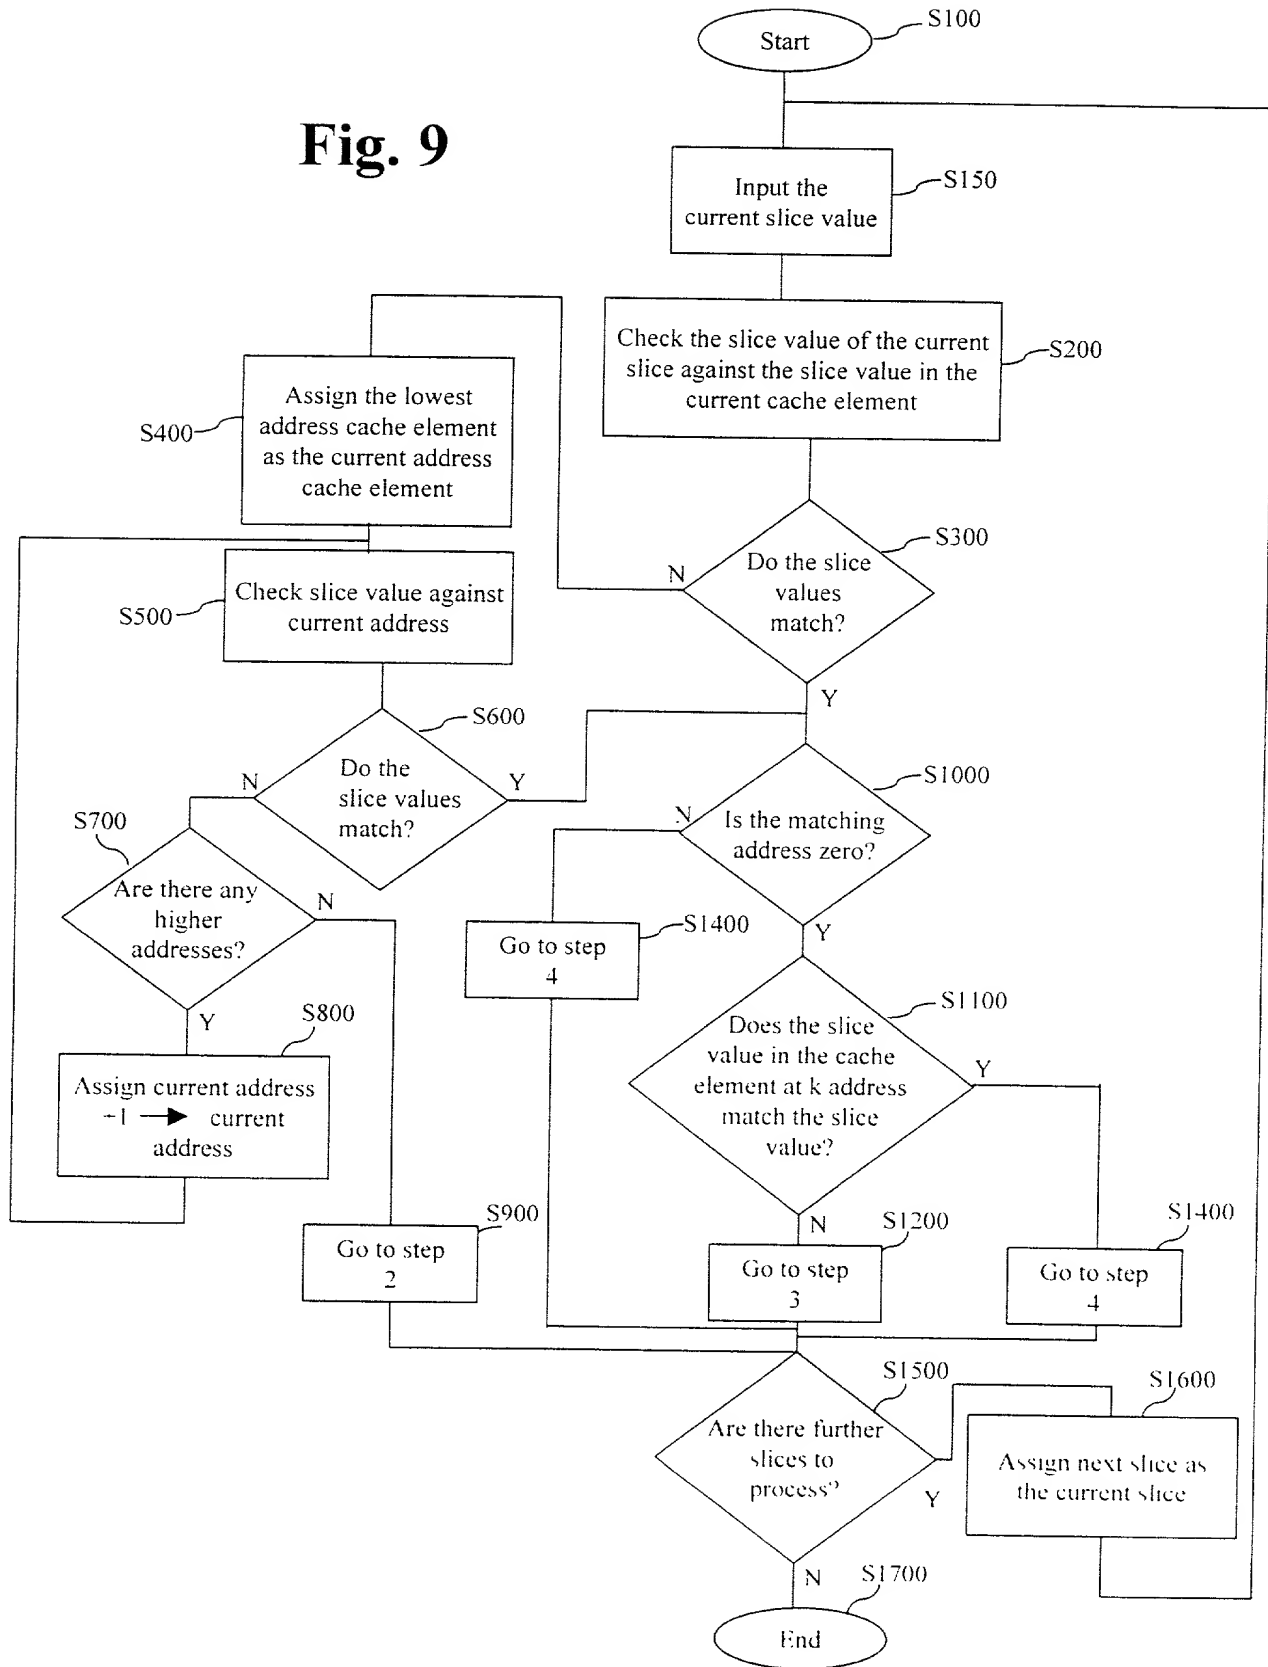 Fig. 9
Start
S100
Input the
current slice value
S150
Check the slice value of the current
slice against the slice value in the
current cache element
S200
Do the slice
values
match?
S300
N
Y
Assign the lowest
address cache element
as the current address
cache element
S400
Check slice value against
current address
S500
Do the
slice values
match?
S600
N
Y
Are there any
higher
addresses?
S700
N
Y
Assign current address
current
address
S800
Go to step
2
S900
Is the matching
address zero?
S1000
N
Y
Go to step
4
S1400
Does the slice
value in the cache
element at k address
match the slice
value?
S1100
Y
N
Go to step
3
S1200
Go to step
4
S1400
Are there further
slices to
process?
S1500
Y
N
Assign next slice as
the current slice
S1600
End
S1700